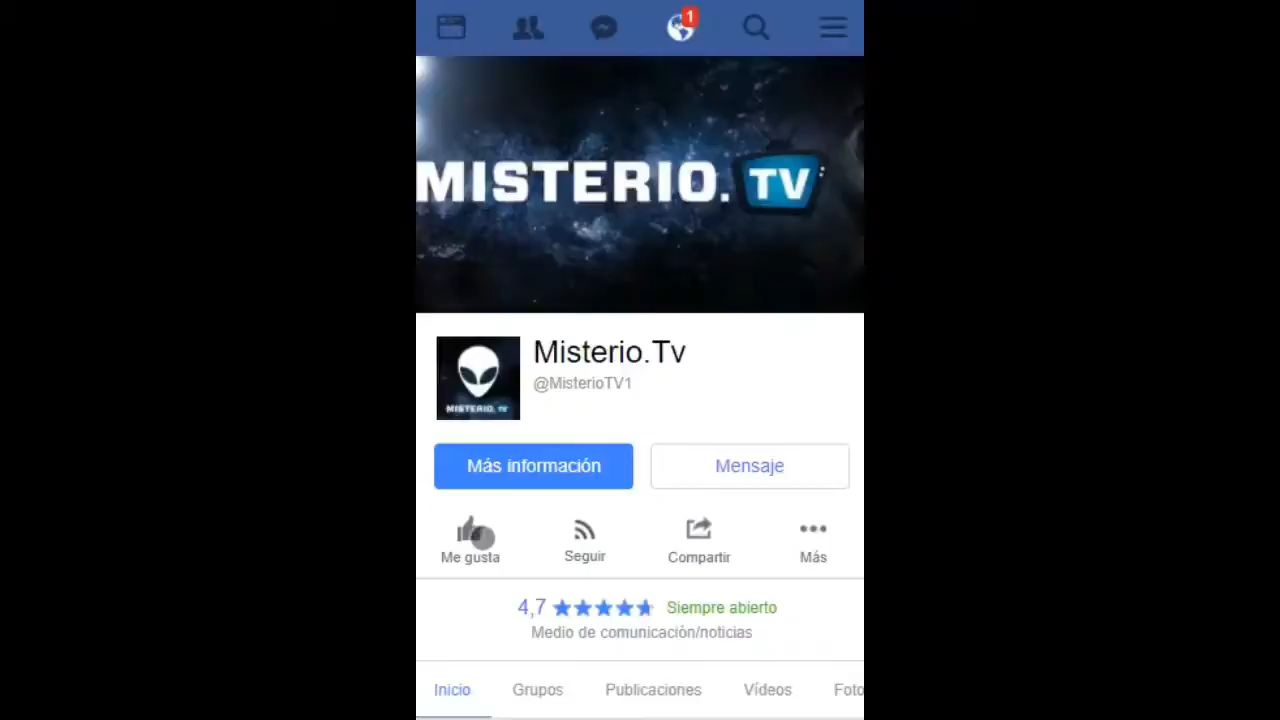 1
MISTERIO. TV
MISTERIO. TV
Misterio.Tv
@MisterioTV1
Más información
Mensaje
Me gusta
Seguir
Compartir
Más
4,7
Siempre abierto
Medio de comunicación/noticias
Inicio
Grupos
Publicaciones
Vídeos
Foto